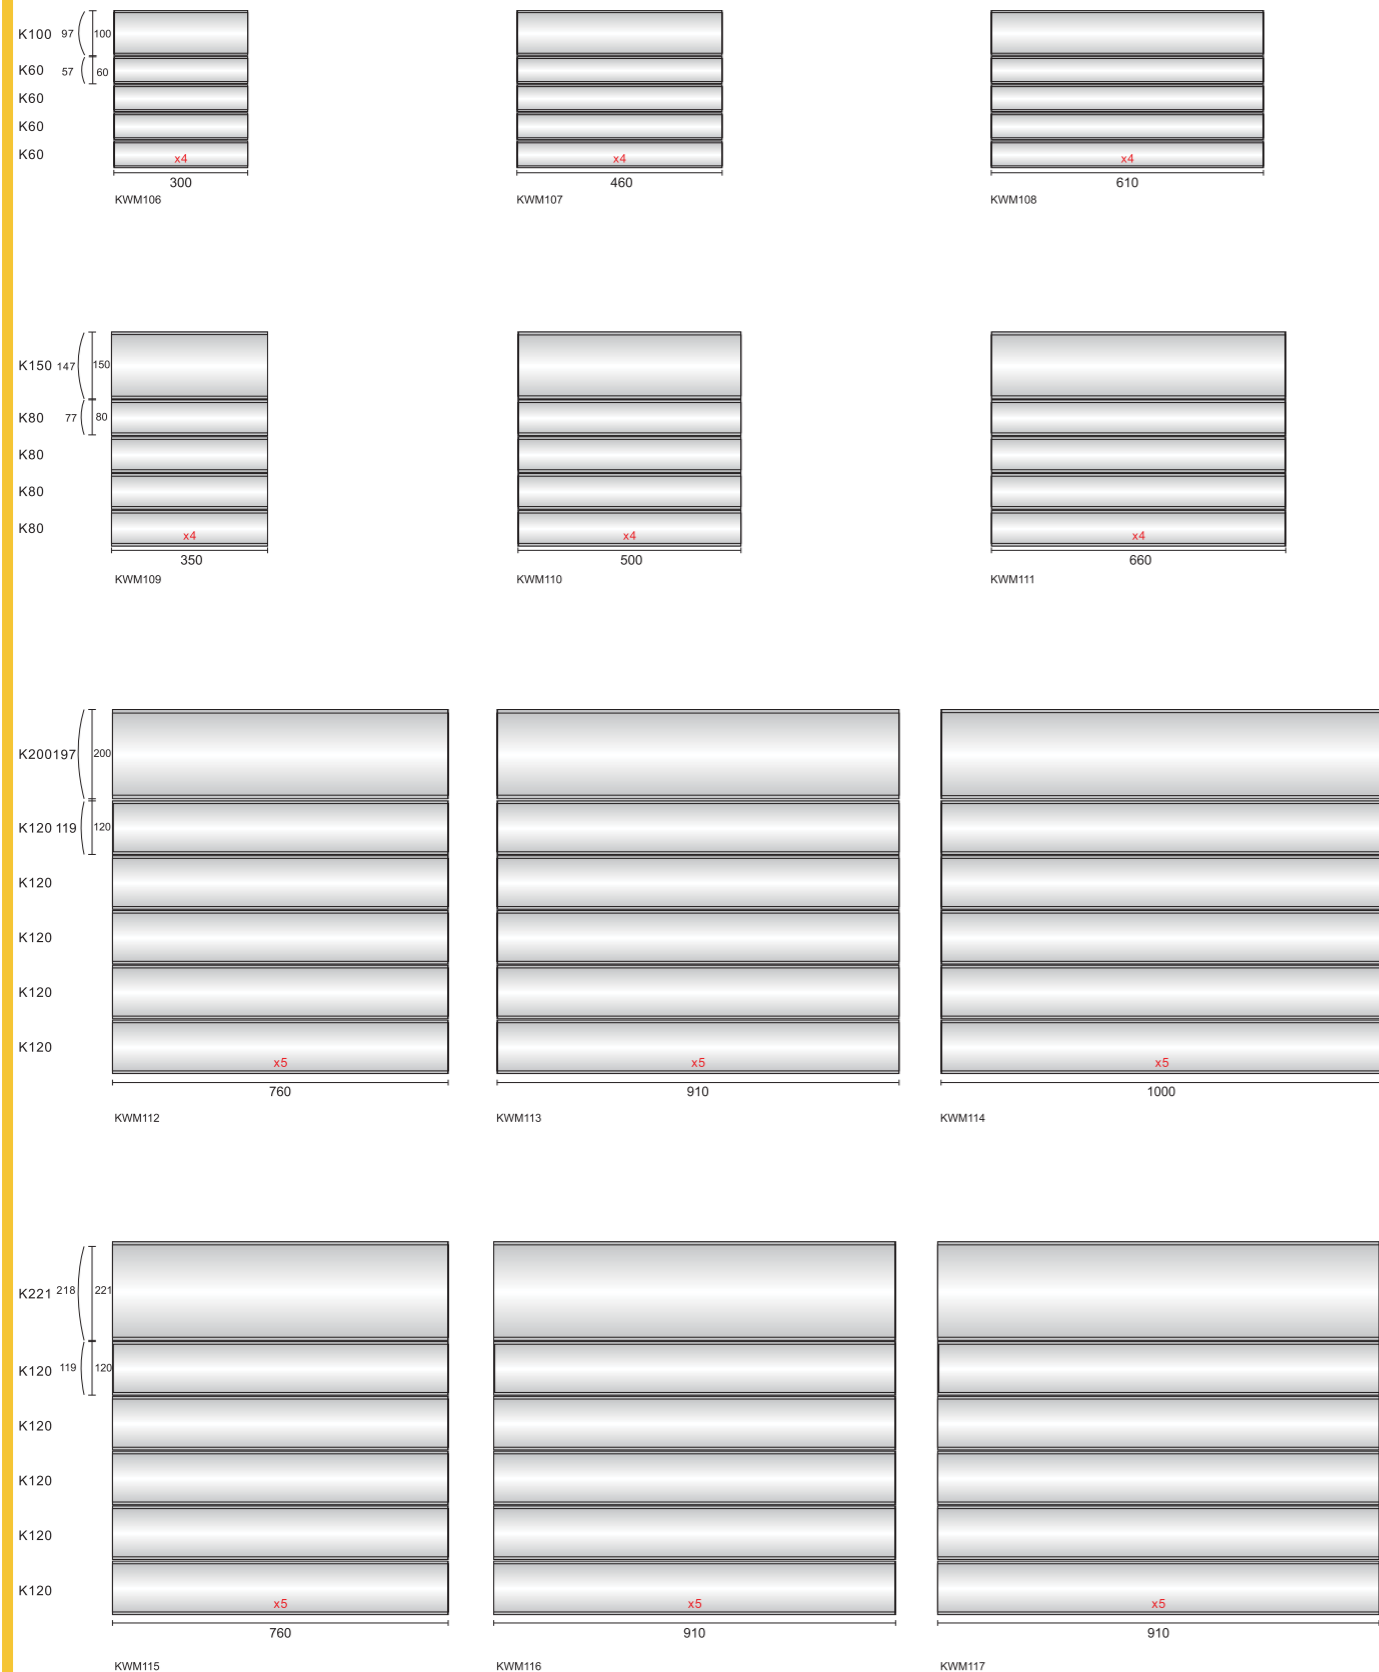 K100 97 100
K60 57 60
K60
K60
K60
x4 x4 x4
300 460 610
KWM106 KWM107 KWM108
K150 147 150
K80 77 80
K80
K80
K80
x4 x4 x4
350 500 660
KWM109 KWM110 KWM111
K200 197 200
K120 119 120
K120
K120
K120
K120
x5 x5 x5
760 910 1000
KWM112 KWM113 KWM114
K221 218 221
K120 119 120
K120
K120
K120
K120
x5 x5 x5
760 910 910
KWM115 KWM116 KWM117